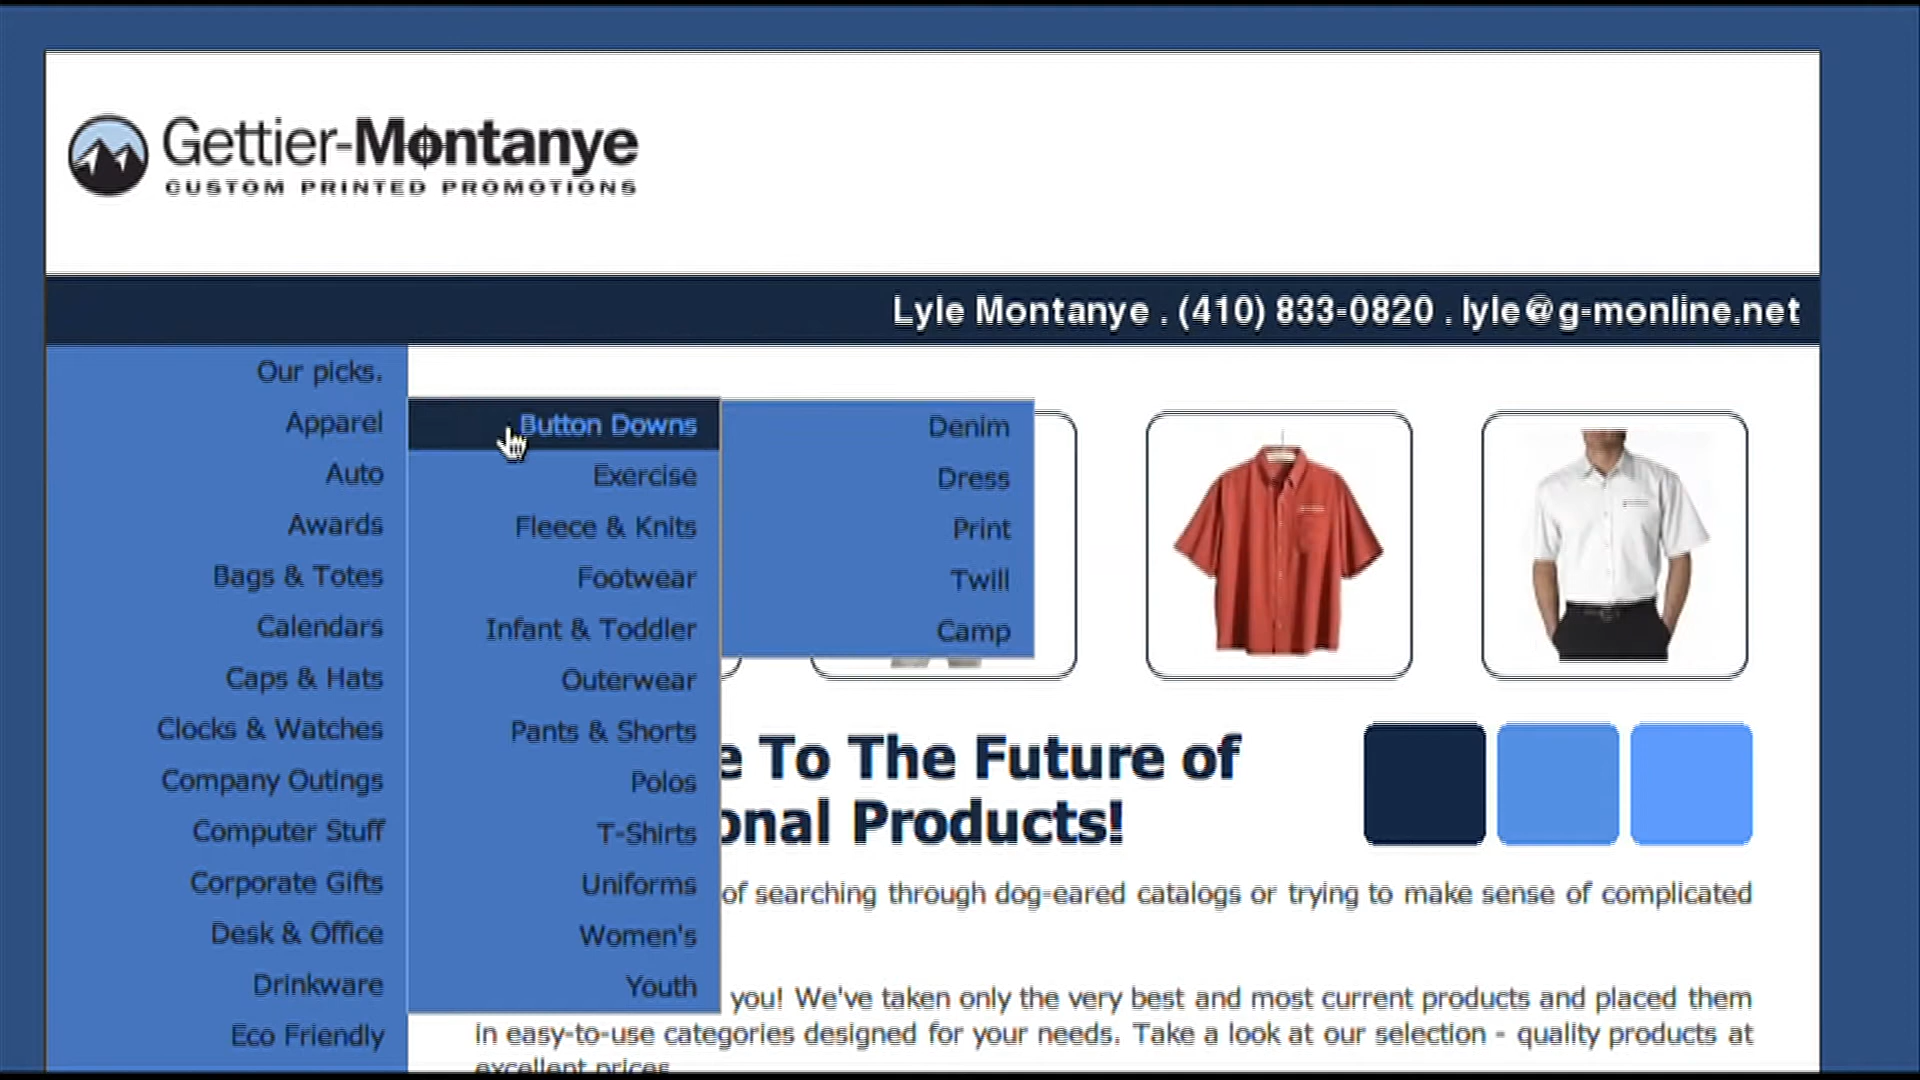 Gettier-Montanye
CUSTOM PRINTED PROMOTIONS
Lyle Montanye . (410) 833-0820 . lyle@g-monline.net
Our picks.
Apparel
Auto
Awards
Bags & Totes
Calendars
Caps & Hats
Clocks & Watches
Company Outings
Computer Stuff
Corporate Gifts
Desk & Office
Drinkware
Eco Friendly
Button Downs
Exercise
Fleece & Knits
Footwear
Infant & Toddler
Outerwear
Pants & Shorts
Polos
T-Shirts
Uniforms
Women's
Youth
Denim
Dress
Print
Twill
Camp
e To The Future of
onal Products!
of searching through dog-eared catalogs or trying to make sense of complicated
you! We've taken only the very best and most current products and placed them
in easy-to-use categories designed for your needs. Take a look at our selection - quality products at
excellent prices